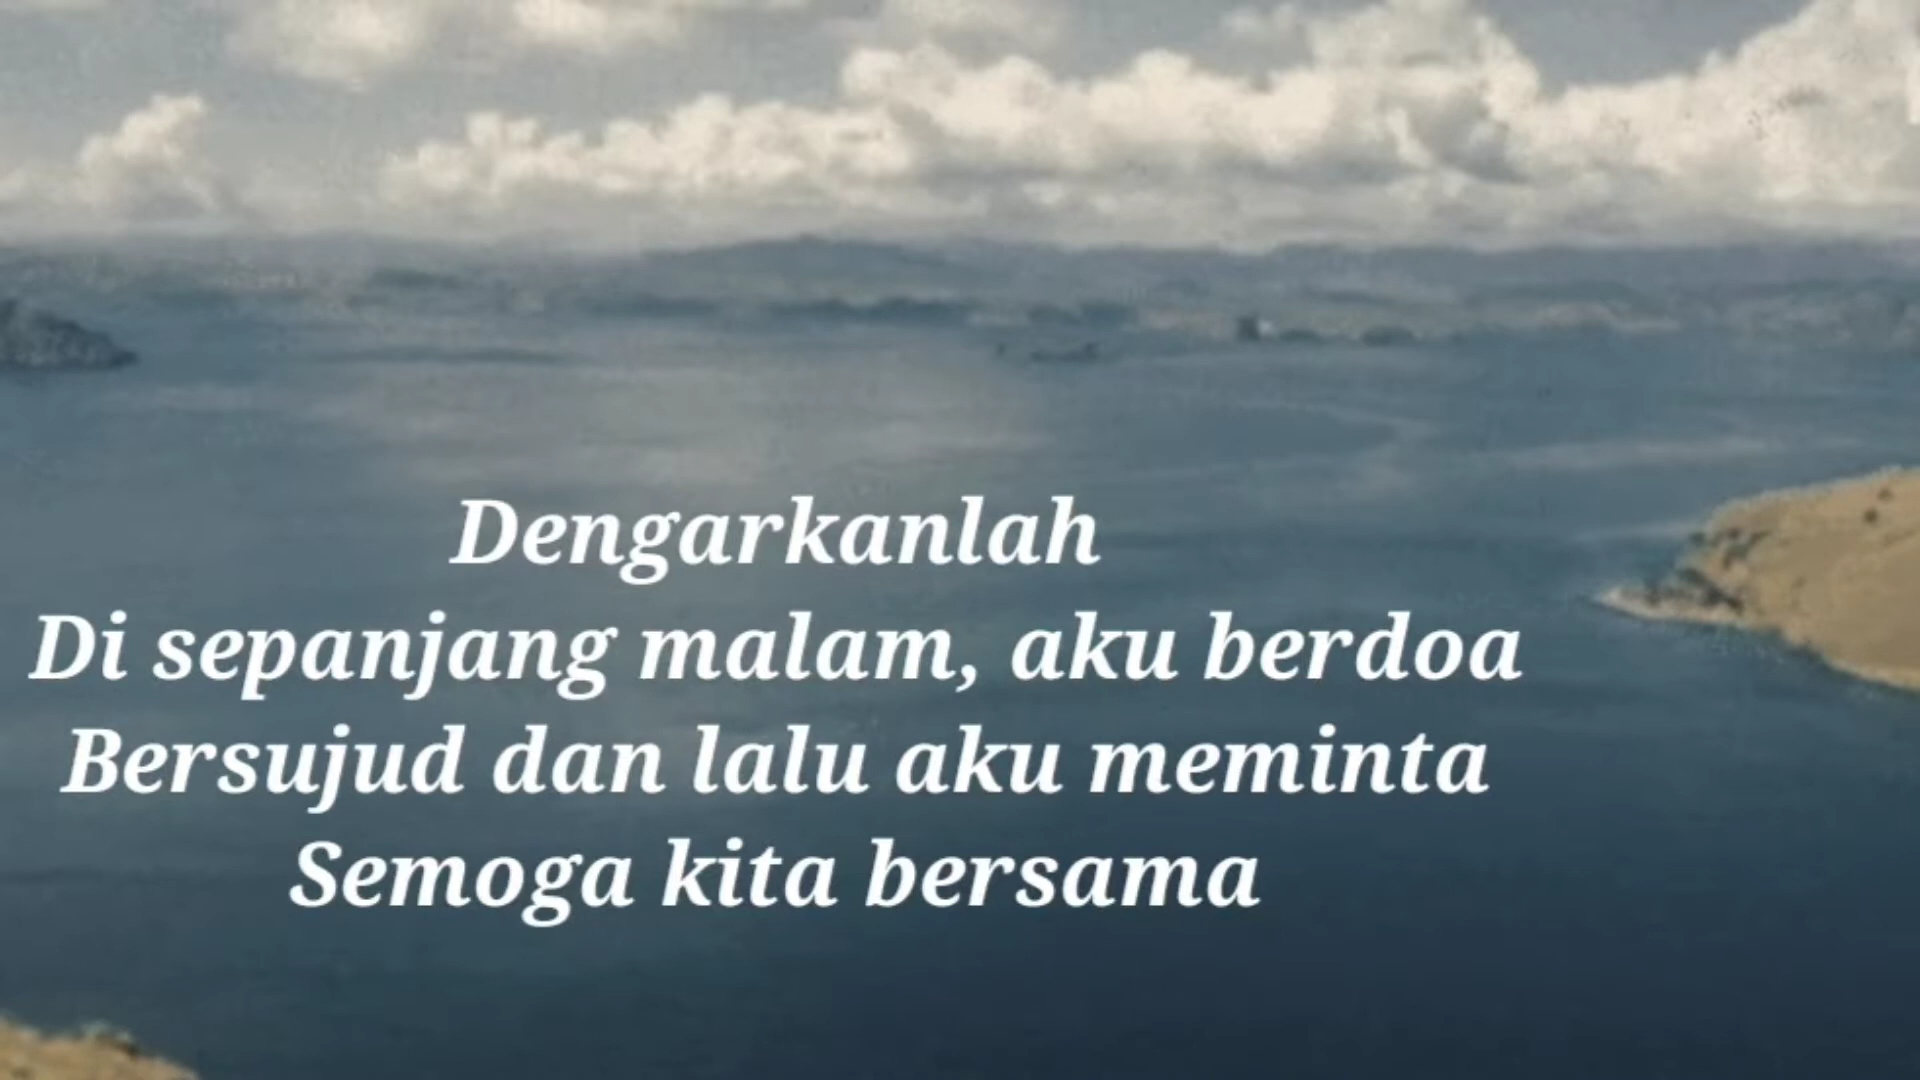 Dengarkanlah
Di sepanjang malam, aku berdoa
Bersujud dan lalu aku meminta
Semoga kita bersama